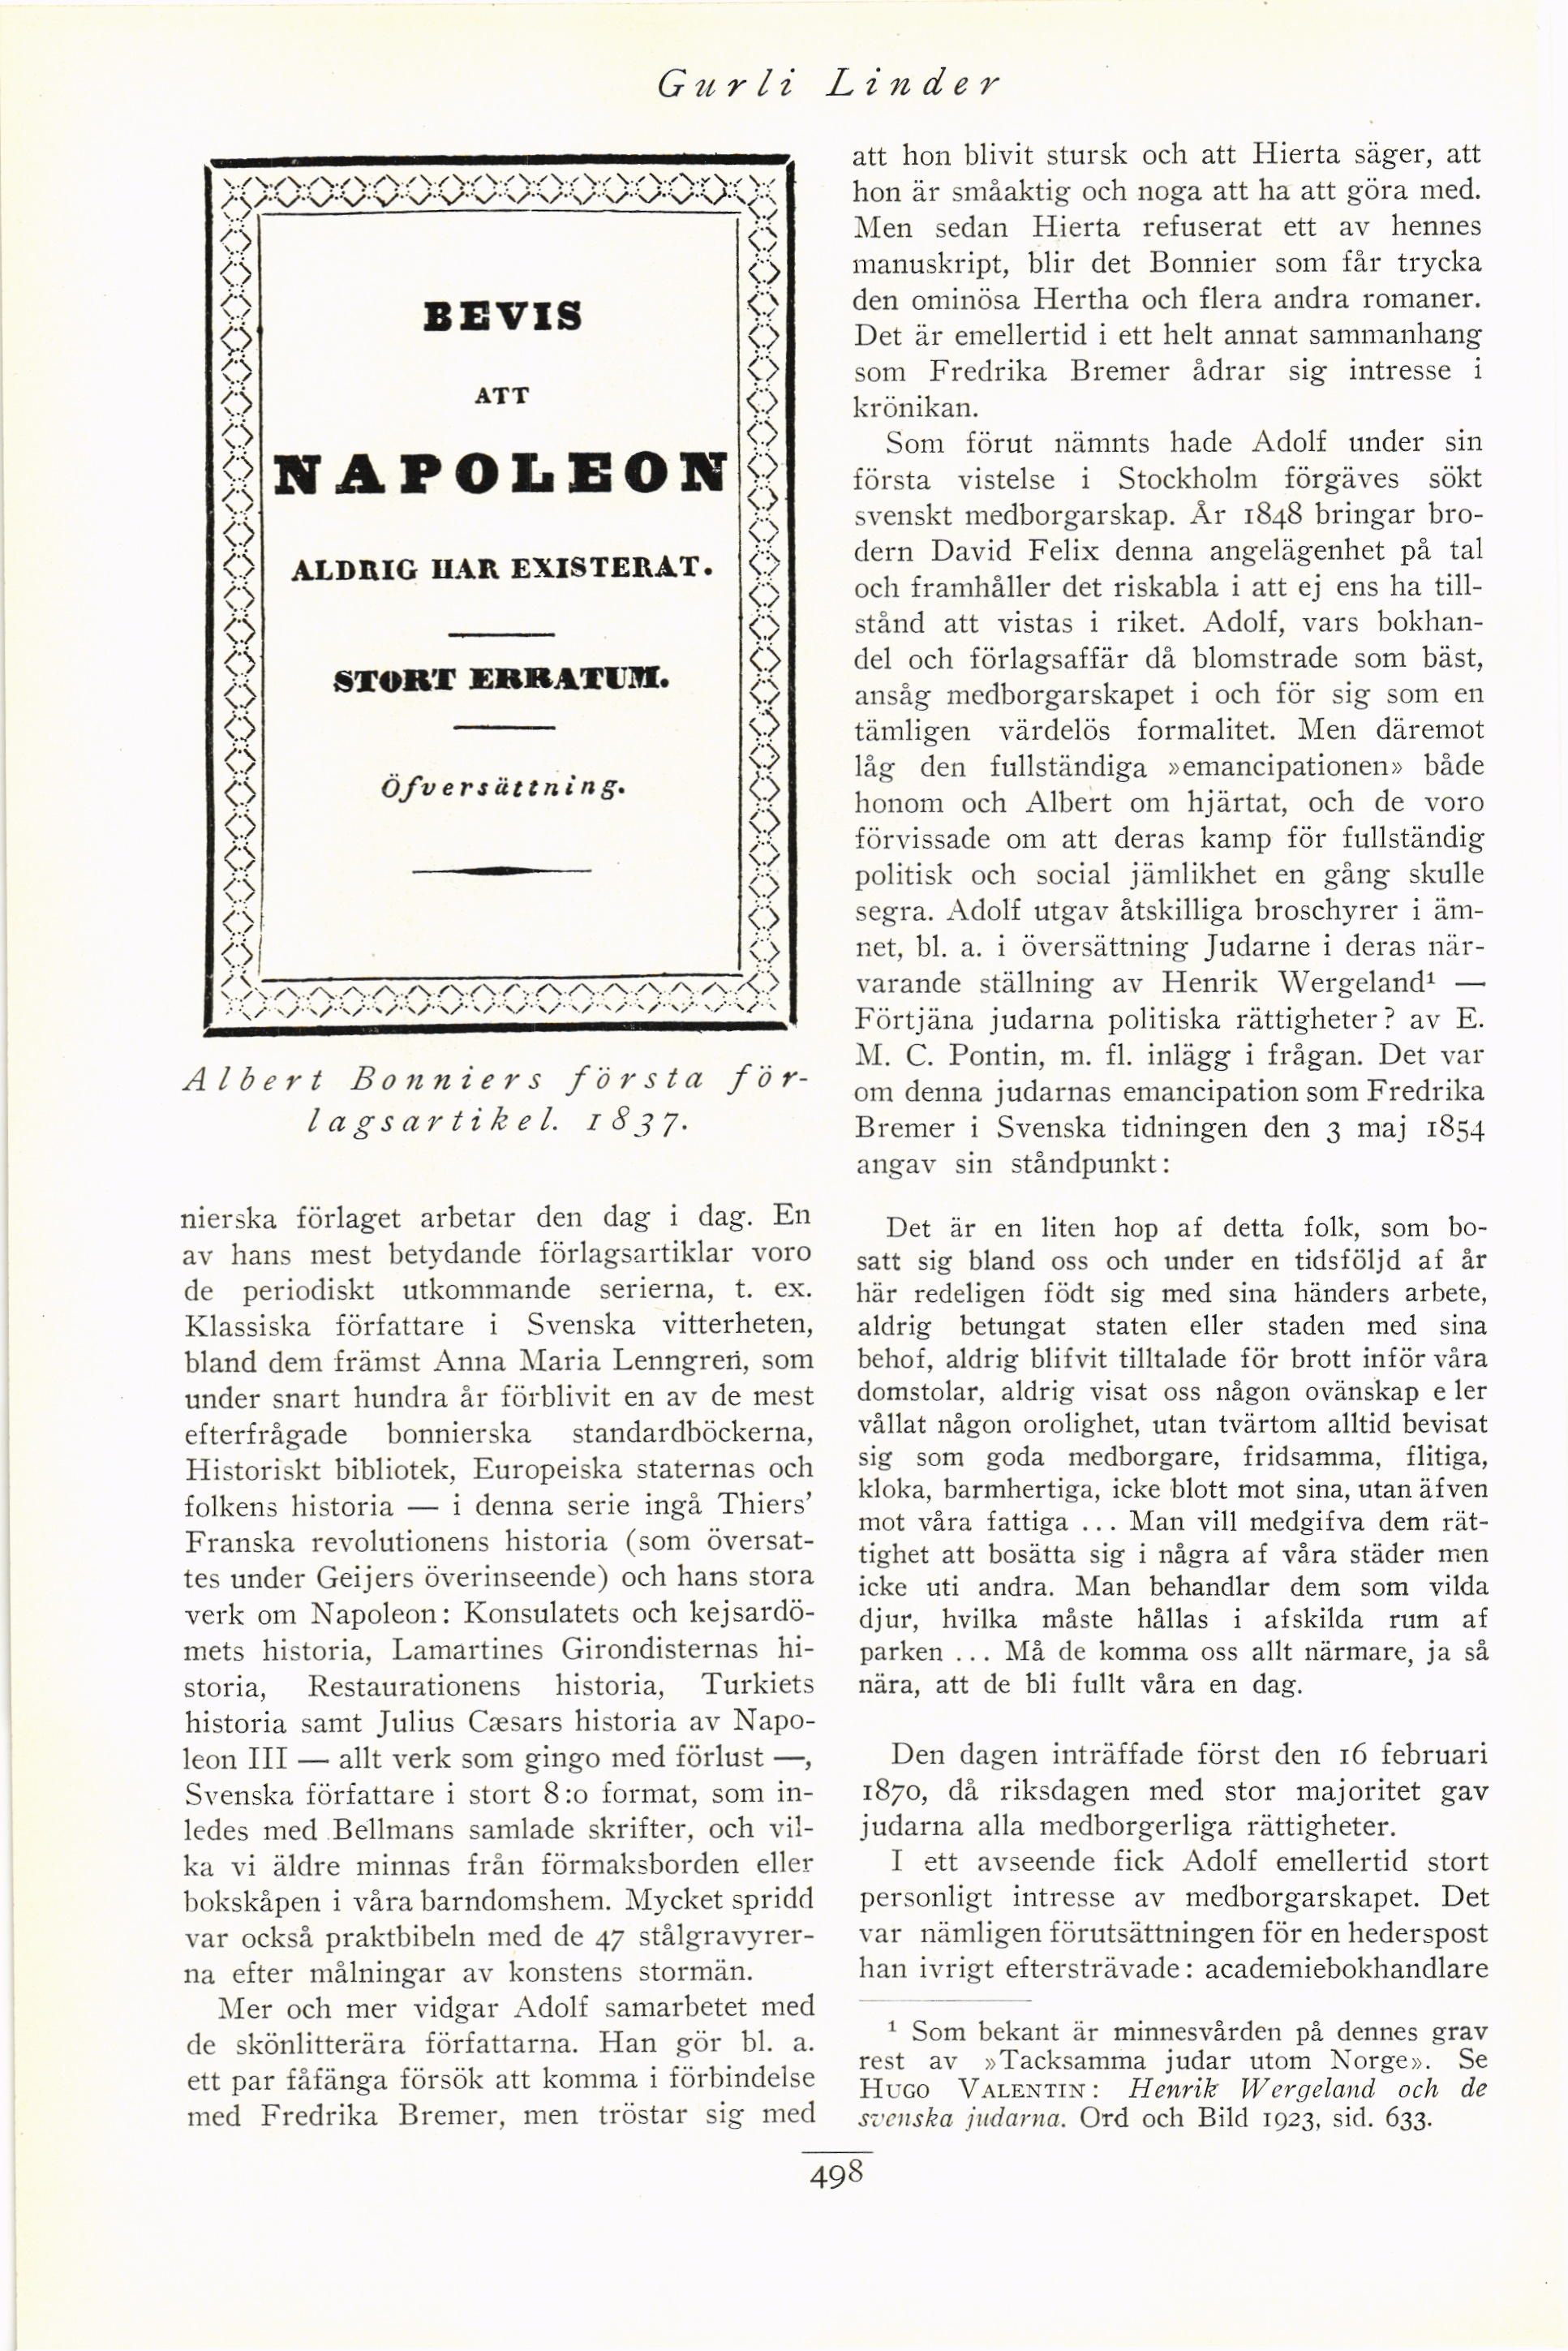 Gurli Linder
BEVIS
ATT
NAPOLEON
ALDRIG HAR EXISTERAT.
STORT ERRATUM.
Öfversättning.
Albert Bonniers första för-
lagsartikel. 1837.
nierska förlaget arbetar den dag i dag. En
av hans mest betydande förlagsartiklar voro
de periodiskt utkommande serierna, t. ex.
Klassiska författare i Svenska vitterheten,
bland dem främst Anna Maria Lenngren, som
under snart hundra år förblivit en av de mest
efterfrågade bonnierska standardböckerna,
Historiskt bibliotek, Europeiska staternas och
folkens historia — i denna serie ingå Thiers'
Franska revolutionens historia (som översat-
tes under Geijers överinseende) och hans stora
verk om Napoleon: Konsulatets och kejsardö-
mets historia, Lamartines Girondisternas hi-
storia, Restaurationens historia, Turkiets
historia samt Julius Cæsars historia av Napo-
leon III — allt verk som gingo med förlust —,
Svenska författare i stort 8:o format, som in-
ledes med Bellmans samlade skrifter, och vil-
ka vi äldre minnas från förmaksborden eller
bokskåpen i våra barndomshem. Mycket spridd
var också praktbibeln med de 47 stålgravyrer-
na efter målningar av konstens stormän.
Mer och mer vidgar Adolf samarbetet med
de skönlitterära författarna. Han gör bl. a.
ett par fåfänga försök att komma i förbindelse
med Fredrika Bremer, men tröstar sig med
att hon blivit stursk och att Hierta säger, att
hon är småaktig och noga att ha att göra med.
Men sedan Hierta refuserat ett av hennes
manuskript, blir det Bonnier som får trycka
den ominösa Hertha och flera andra romaner.
Det är emellertid i ett helt annat sammanhang
som Fredrika Bremer ådrar sig intresse i
krönikan.
Som förut nämnts hade Adolf under sin
första vistelse i Stockholm förgäves sökt
svenskt medborgarskap. År 1848 bringar bro-
dern David Felix denna angelägenhet på tal
och framhåller det riskabla i att ej ens ha till-
stånd att vistas i riket. Adolf, vars bokhan-
del och förlagsaffär då blomstrade som bäst,
ansåg medborgarskapet i och för sig som en
tämligen värdelös formalitet. Men däremot
låg den fullständiga »emancipationen» både
honom och Albert om hjärtat, och de voro
förvissade om att deras kamp för fullständig
politisk och social jämlikhet en gång skulle
segra. Adolf utgav åtskilliga broschyrer i äm-
net, bl. a. i översättning Judarne i deras när-
varande ställning av Henrik Wergeland¹ —
Förtjäna judarna politiska rättigheter? av E.
M. C. Pontin, m. fl. inlägg i frågan. Det var
om denna judarnas emancipation som Fredrika
Bremer i Svenska tidningen den 3 maj 1854
angav sin ståndpunkt:
Det är en liten hop af detta folk, som bo-
satt sig bland oss och under en tidsföljd af år
här redeligen födt sig med sina händers arbete,
aldrig betungat staten eller staden med sina
behof, aldrig blifvit tilltalade för brott inför våra
domstolar, aldrig visat oss någon ovänskap e ler
vållat någon orolighet, utan tvärtom alltid bevisat
sig som goda medborgare, fridsamma, flitiga,
kloka, barmhertiga, icke blott mot sina, utan äfven
mot våra fattiga ... Man vill medgifva dem rät-
tighet att bosätta sig i några af våra städer men
icke uti andra. Man behandlar dem som vilda
djur, hvilka måste hållas i afskilda rum af
parken ... Må de komma oss allt närmare, ja så
nära, att de bli fullt våra en dag.
Den dagen inträffade först den 16 februari
1870, då riksdagen med stor majoritet gav
judarna alla medborgerliga rättigheter.
I ett avseende fick Adolf emellertid stort
personligt intresse av medborgarskapet. Det
var nämligen förutsättningen för en hederspost
han ivrigt eftersträvade: academiebokhandlare
¹ Som bekant är minnesvården på dennes grav
rest av »Tacksamma judar utom Norge». Se
HUGO VALENTIN: Henrik Wergeland och de
svenska judarna. Ord och Bild 1923, sid. 633.
498